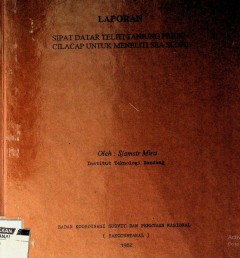 LAPORAN
SIPAT DATAR TELITI TANJUNG PRIOK
CILACAP UNTUK MENELITI SEA SLOPE
Oleh : Sjamsir Mira
Institut Teknologi Bandung
BADAN KOORDINASI SURVEY DAN PEMETAAN NASIONAL
( BAKOSURTANAL )
1982